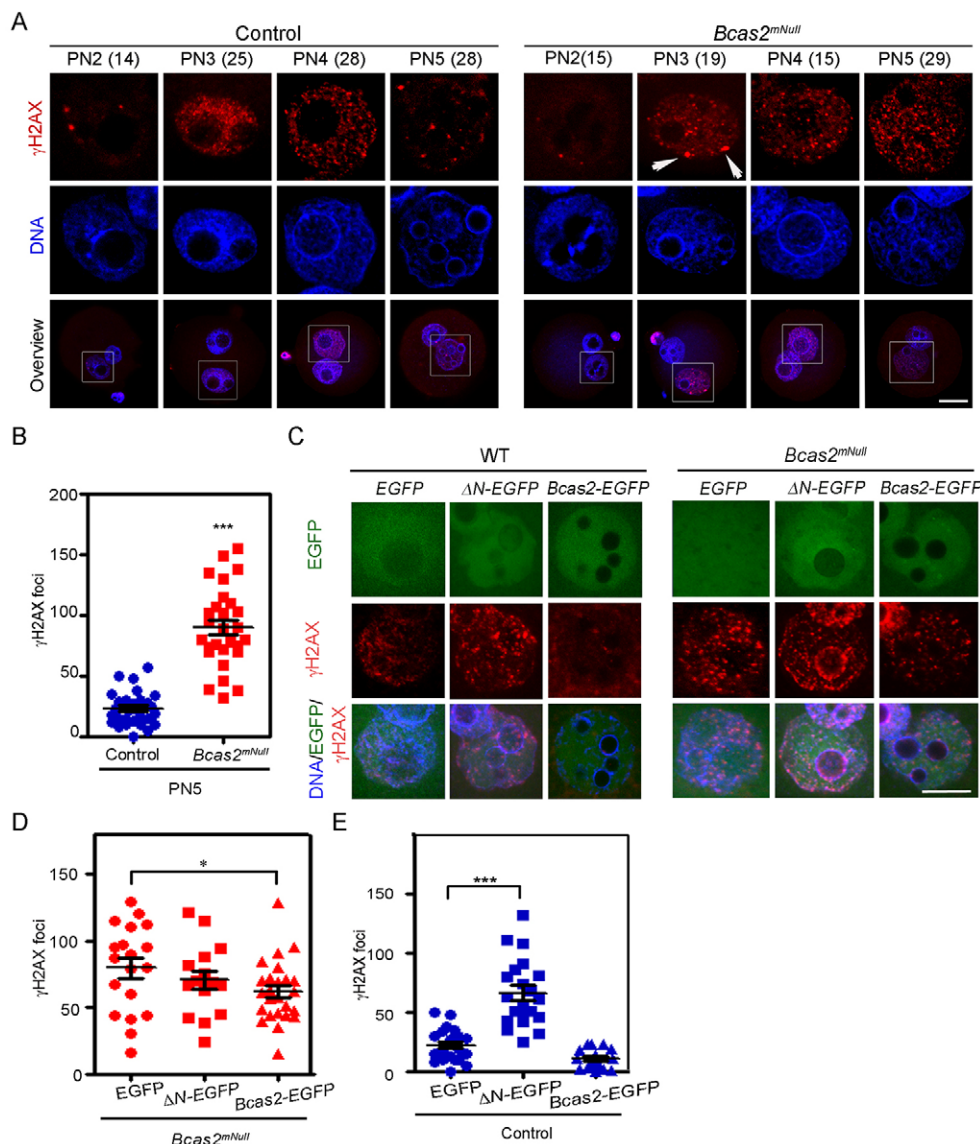 A
Control
Bcas2mNull
PN2 (14) PN3 (25) PN4 (28) PN5 (28) PN2(15) PN3 (19) PN4 (15) PN5 (29)
γH2AX
DNA
Overview
B
200
150
100
50
0
γH2AX foci
***
Control Bcas2mNull
PN5
C
WT
Bcas2mNull
EGFP ΔN-EGFP Bcas2-EGFP EGFP ΔN-EGFP Bcas2-EGFP
EGFP
γH2AX
DNA/EGFP/
γH2AX
D
150
100
50
0
γH2AX foci
*
EGFP ΔN-EGFP Bcas2-EGFP
Bcas2mNull
E
150
100
50
0
γH2AX foci
***
EGFP ΔN-EGFP Bcas2-EGFP
Control